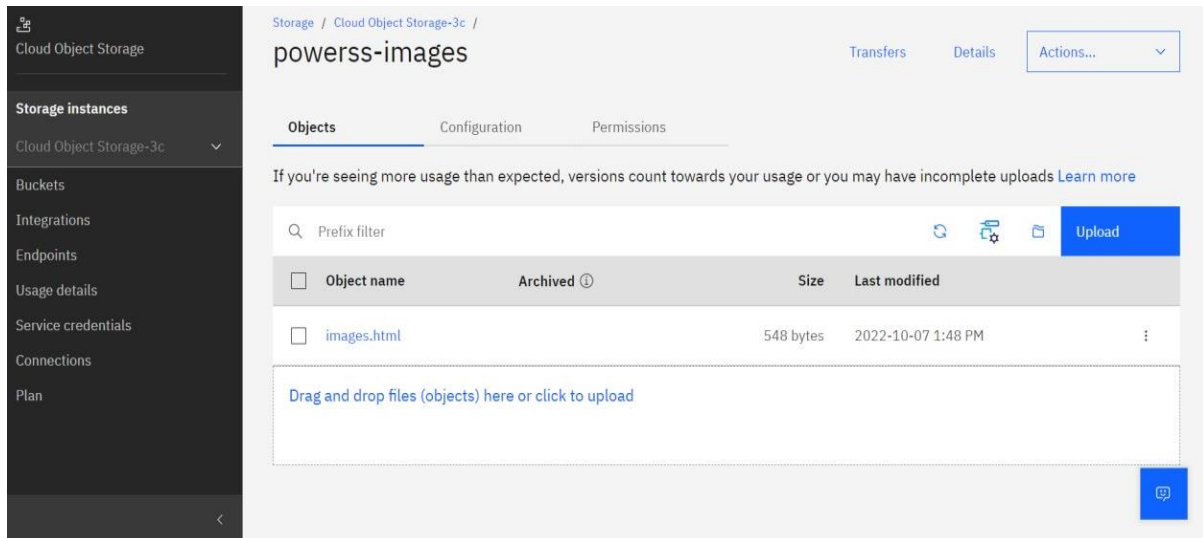 Cloud Object Storage
Storage instances
Cloud Object Storage-3c
Buckets
Integrations
Endpoints
Usage details
Service credentials
Connections
Plan
Storage / Cloud Object Storage-3c /
powerss-images
Transfers Details Actions...
Objects Configuration Permissions
If you're seeing more usage than expected, versions count towards your usage or you may have incomplete uploads Learn more
Prefix filter Upload
Object name Archived Size Last modified
images.html 548 bytes 2022-10-07 1:48 PM
Drag and drop files (objects) here or click to upload